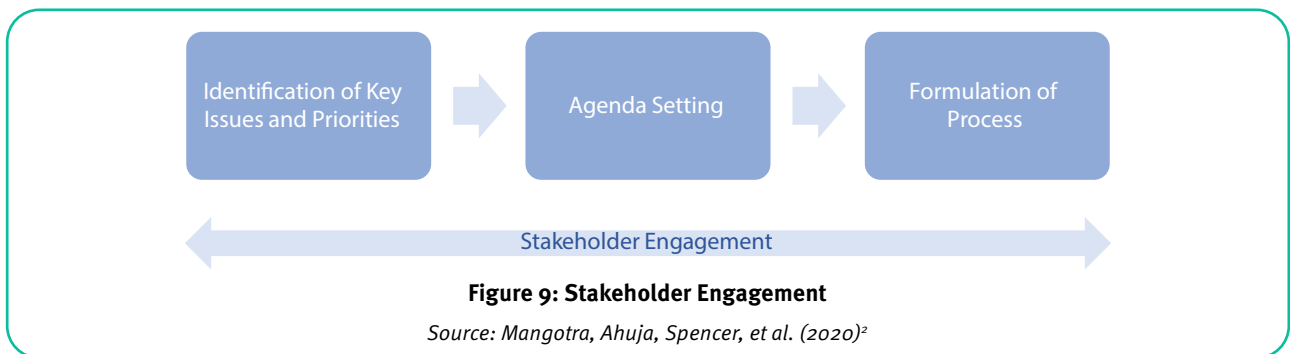 Identification of Key
Issues and Priorities
Agenda Setting
Formulation of
Process
Stakeholder Engagement
Figure 9: Stakeholder Engagement
Source: Mangotra, Ahuja, Spencer, et al. (2020)²